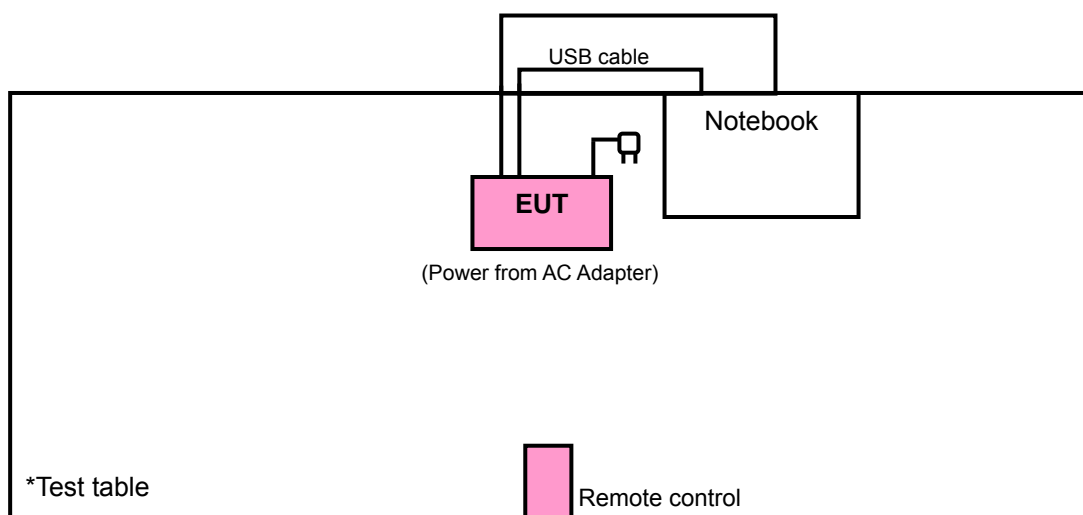 USB cable
Notebook
EUT
(Power from AC Adapter)
*Test table
Remote control